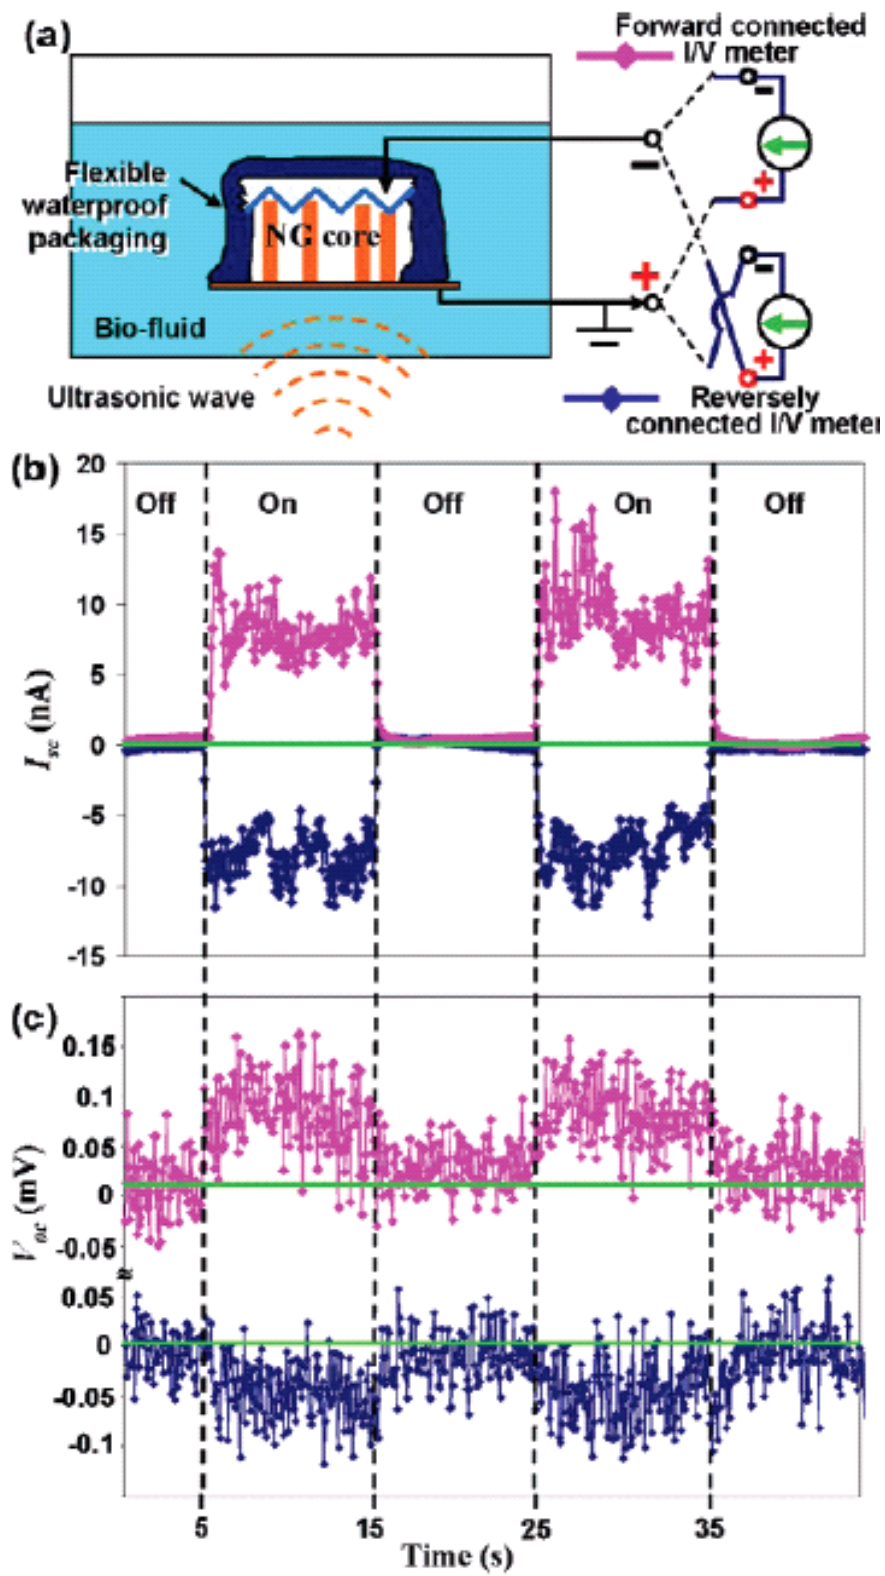 (a)
Forward connected
I/V meter
Flexible
waterproof
packaging
NG core
Bio-fluid
Ultrasonic wave
−
+
−
+
−
+
Reversely
connected I/V meter
(b)
20
15
10
5
0
-5
-10
-15
I_sc (nA)
Off On Off On Off
(c)
0.15
0.1
0.05
0
-0.05
≈
0.05
0
-0.05
-0.1
V_oc (mV)
5 15 25 35
Time (s)